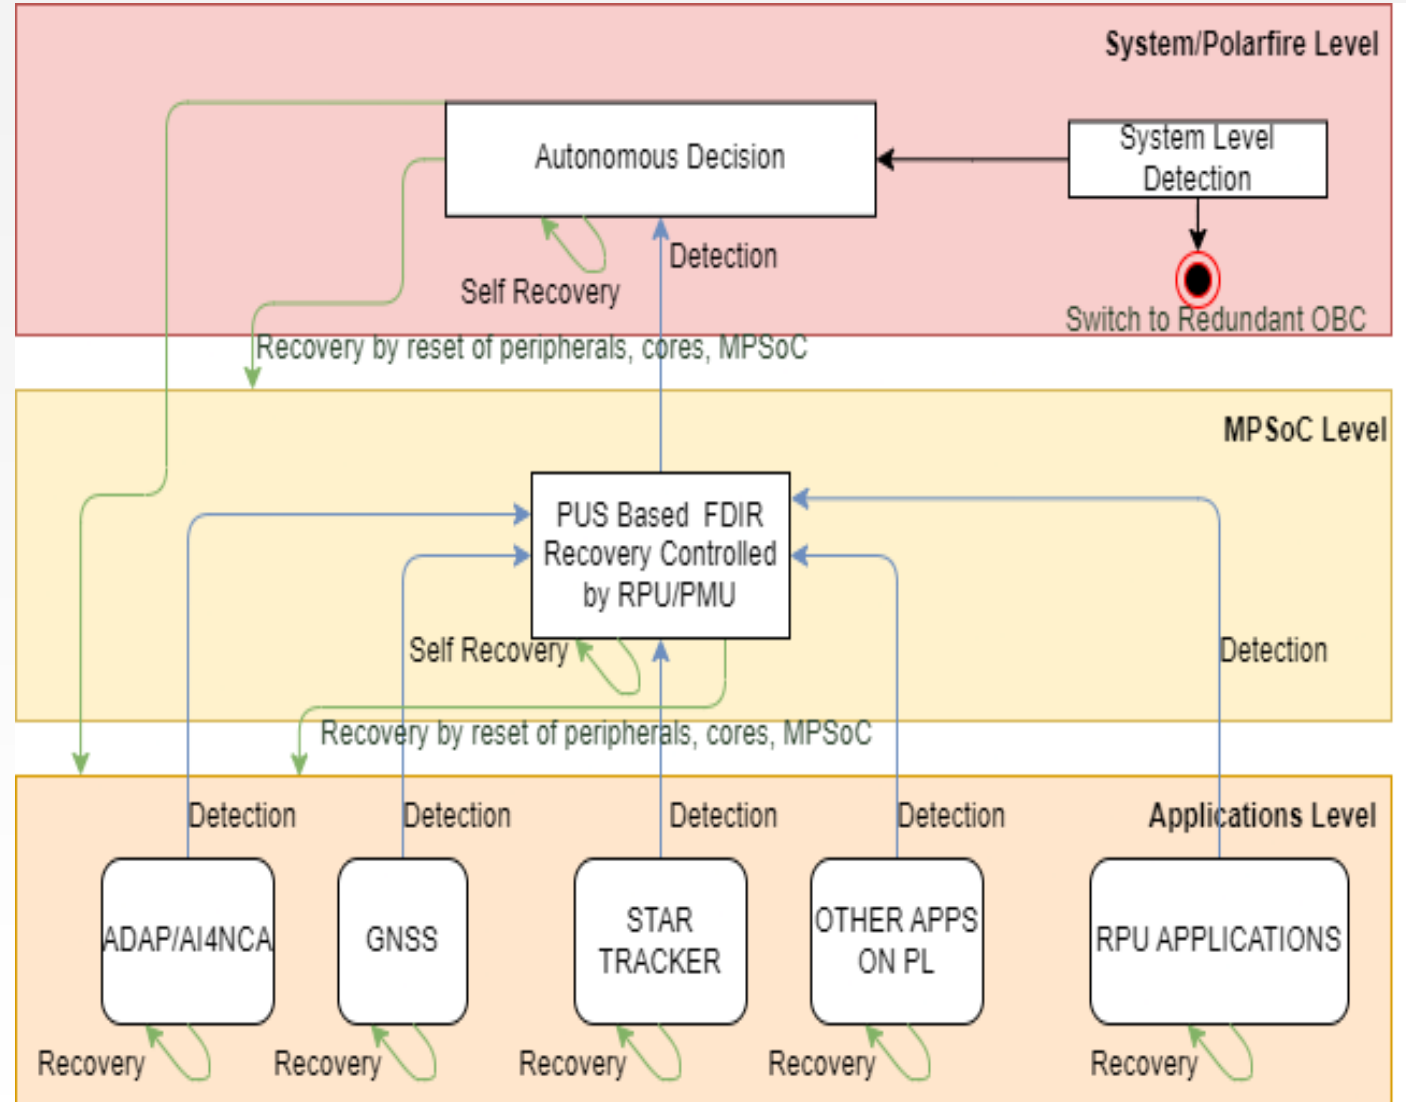 System/Polarfire Level
Autonomous Decision
System Level
Detection
Detection
Self Recovery
Switch to Redundant OBC
Recovery by reset of peripherals, cores, MPSoC
MPSoC Level
PUS Based FDIR
Recovery Controlled
by RPU/PMU
Self Recovery
Detection
Recovery by reset of peripherals, cores, MPSoC
Applications Level
Detection
Detection
Detection
Detection
ADAP/AI4NCA
GNSS
STAR
TRACKER
OTHER APPS
ON PL
RPU APPLICATIONS
Recovery
Recovery
Recovery
Recovery
Recovery